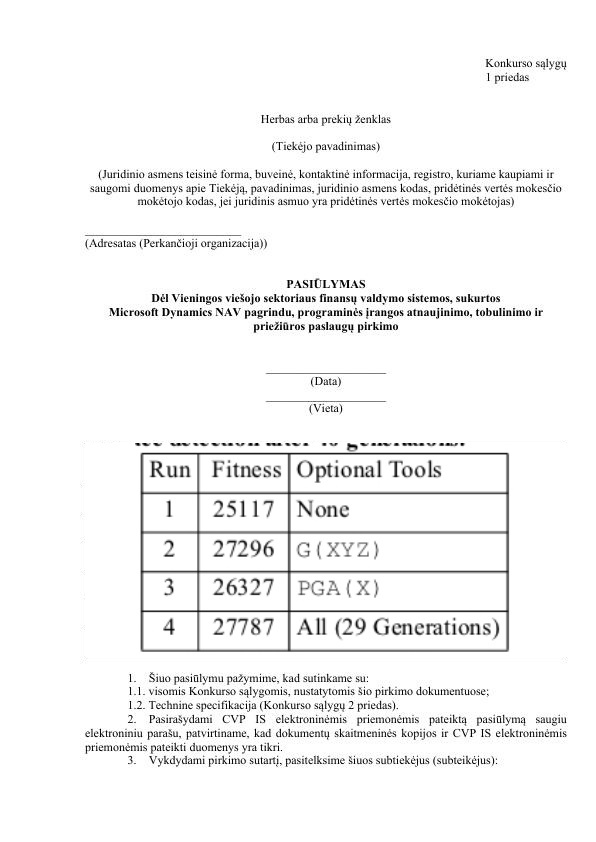 Konkurso sąlygų
1 priedas
Herbas arba prekių ženklas
(Tiekėjo pavadinimas)
(Juridinio asmens teisinė forma, buveinė, kontaktinė informacija, registro, kuriame kaupiami ir
saugomi duomenys apie Tiekėją, pavadinimas, juridinio asmens kodas, pridėtinės vertės mokesčio
mokėtojo kodas, jei juridinis asmuo yra pridėtinės vertės mokesčio mokėtojas)
(Adresatas (Perkančioji organizacija))
PASIŪLYMAS
Dėl Vieningos viešojo sektoriaus finansų valdymo sistemos, sukurtos
Microsoft Dynamics NAV pagrindu, programinės įrangos atnaujinimo, tobulinimo ir
priežiūros paslaugų pirkimo
(Data)
(Vieta)
Run Fitness Optional Tools
1 25117 None
2 27296 G(XYZ)
3 26327 PGA(X)
4 27787 All (29 Generations)
1. Šiuo pasiūlymu pažymime, kad sutinkame su:
1.1. visomis Konkurso sąlygomis, nustatytomis šio pirkimo dokumentuose;
1.2. Technine specifikacija (Konkurso sąlygų 2 priedas).
2. Pasirašydami CVP IS elektroninėmis priemonėmis pateiktą pasiūlymą saugiu
elektroniniu parašu, patvirtiname, kad dokumentų skaitmeninės kopijos ir CVP IS elektroninėmis
priemonėmis pateikti duomenys yra tikri.
3. Vykdydami pirkimo sutartį, pasitelksime šiuos subtiekėjus (subteikėjus):